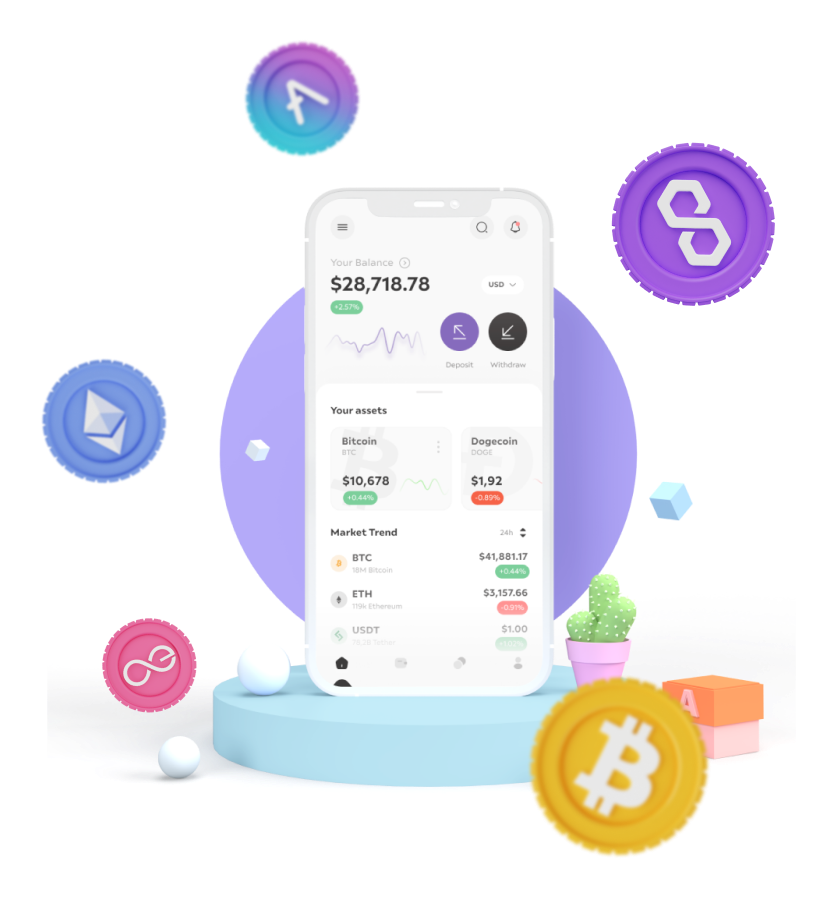 Your Balance
$28,718.78
USD
+2.57%
Deposit
Withdraw
Your assets
Bitcoin
BTC
$10,678
+0.44%
Dogecoin
DOGE
$1,92
-0.89%
Market Trend
24h
BTC
18M Bitcoin
$41,881.17
+0.44%
ETH
119k Ethereum
$3,157.66
-0.91%
USDT
$1.00
A